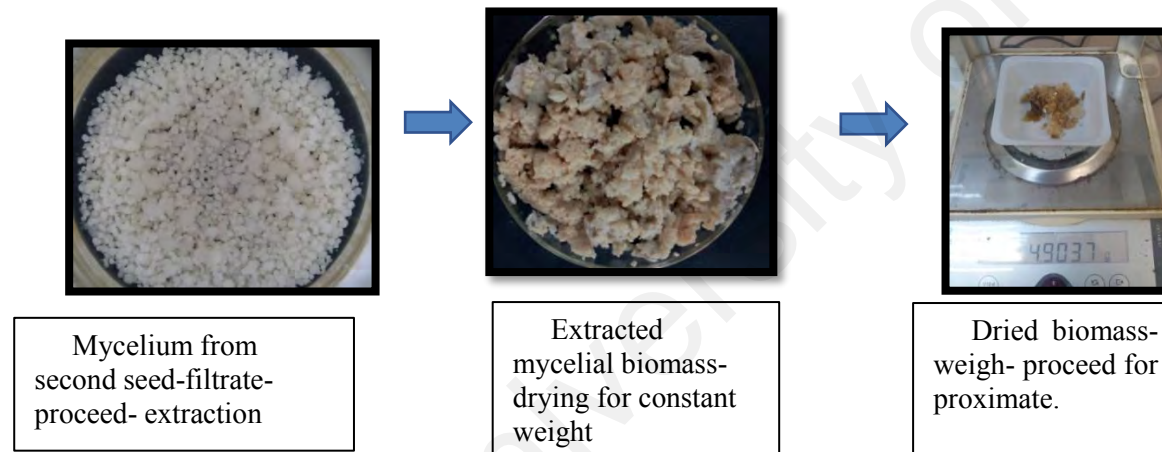 49037
Mycelium from
second seed-filtrate-
proceed- extraction
Extracted
mycelial biomass-
drying for constant
weight
Dried biomass-
weigh- proceed for
proximate.